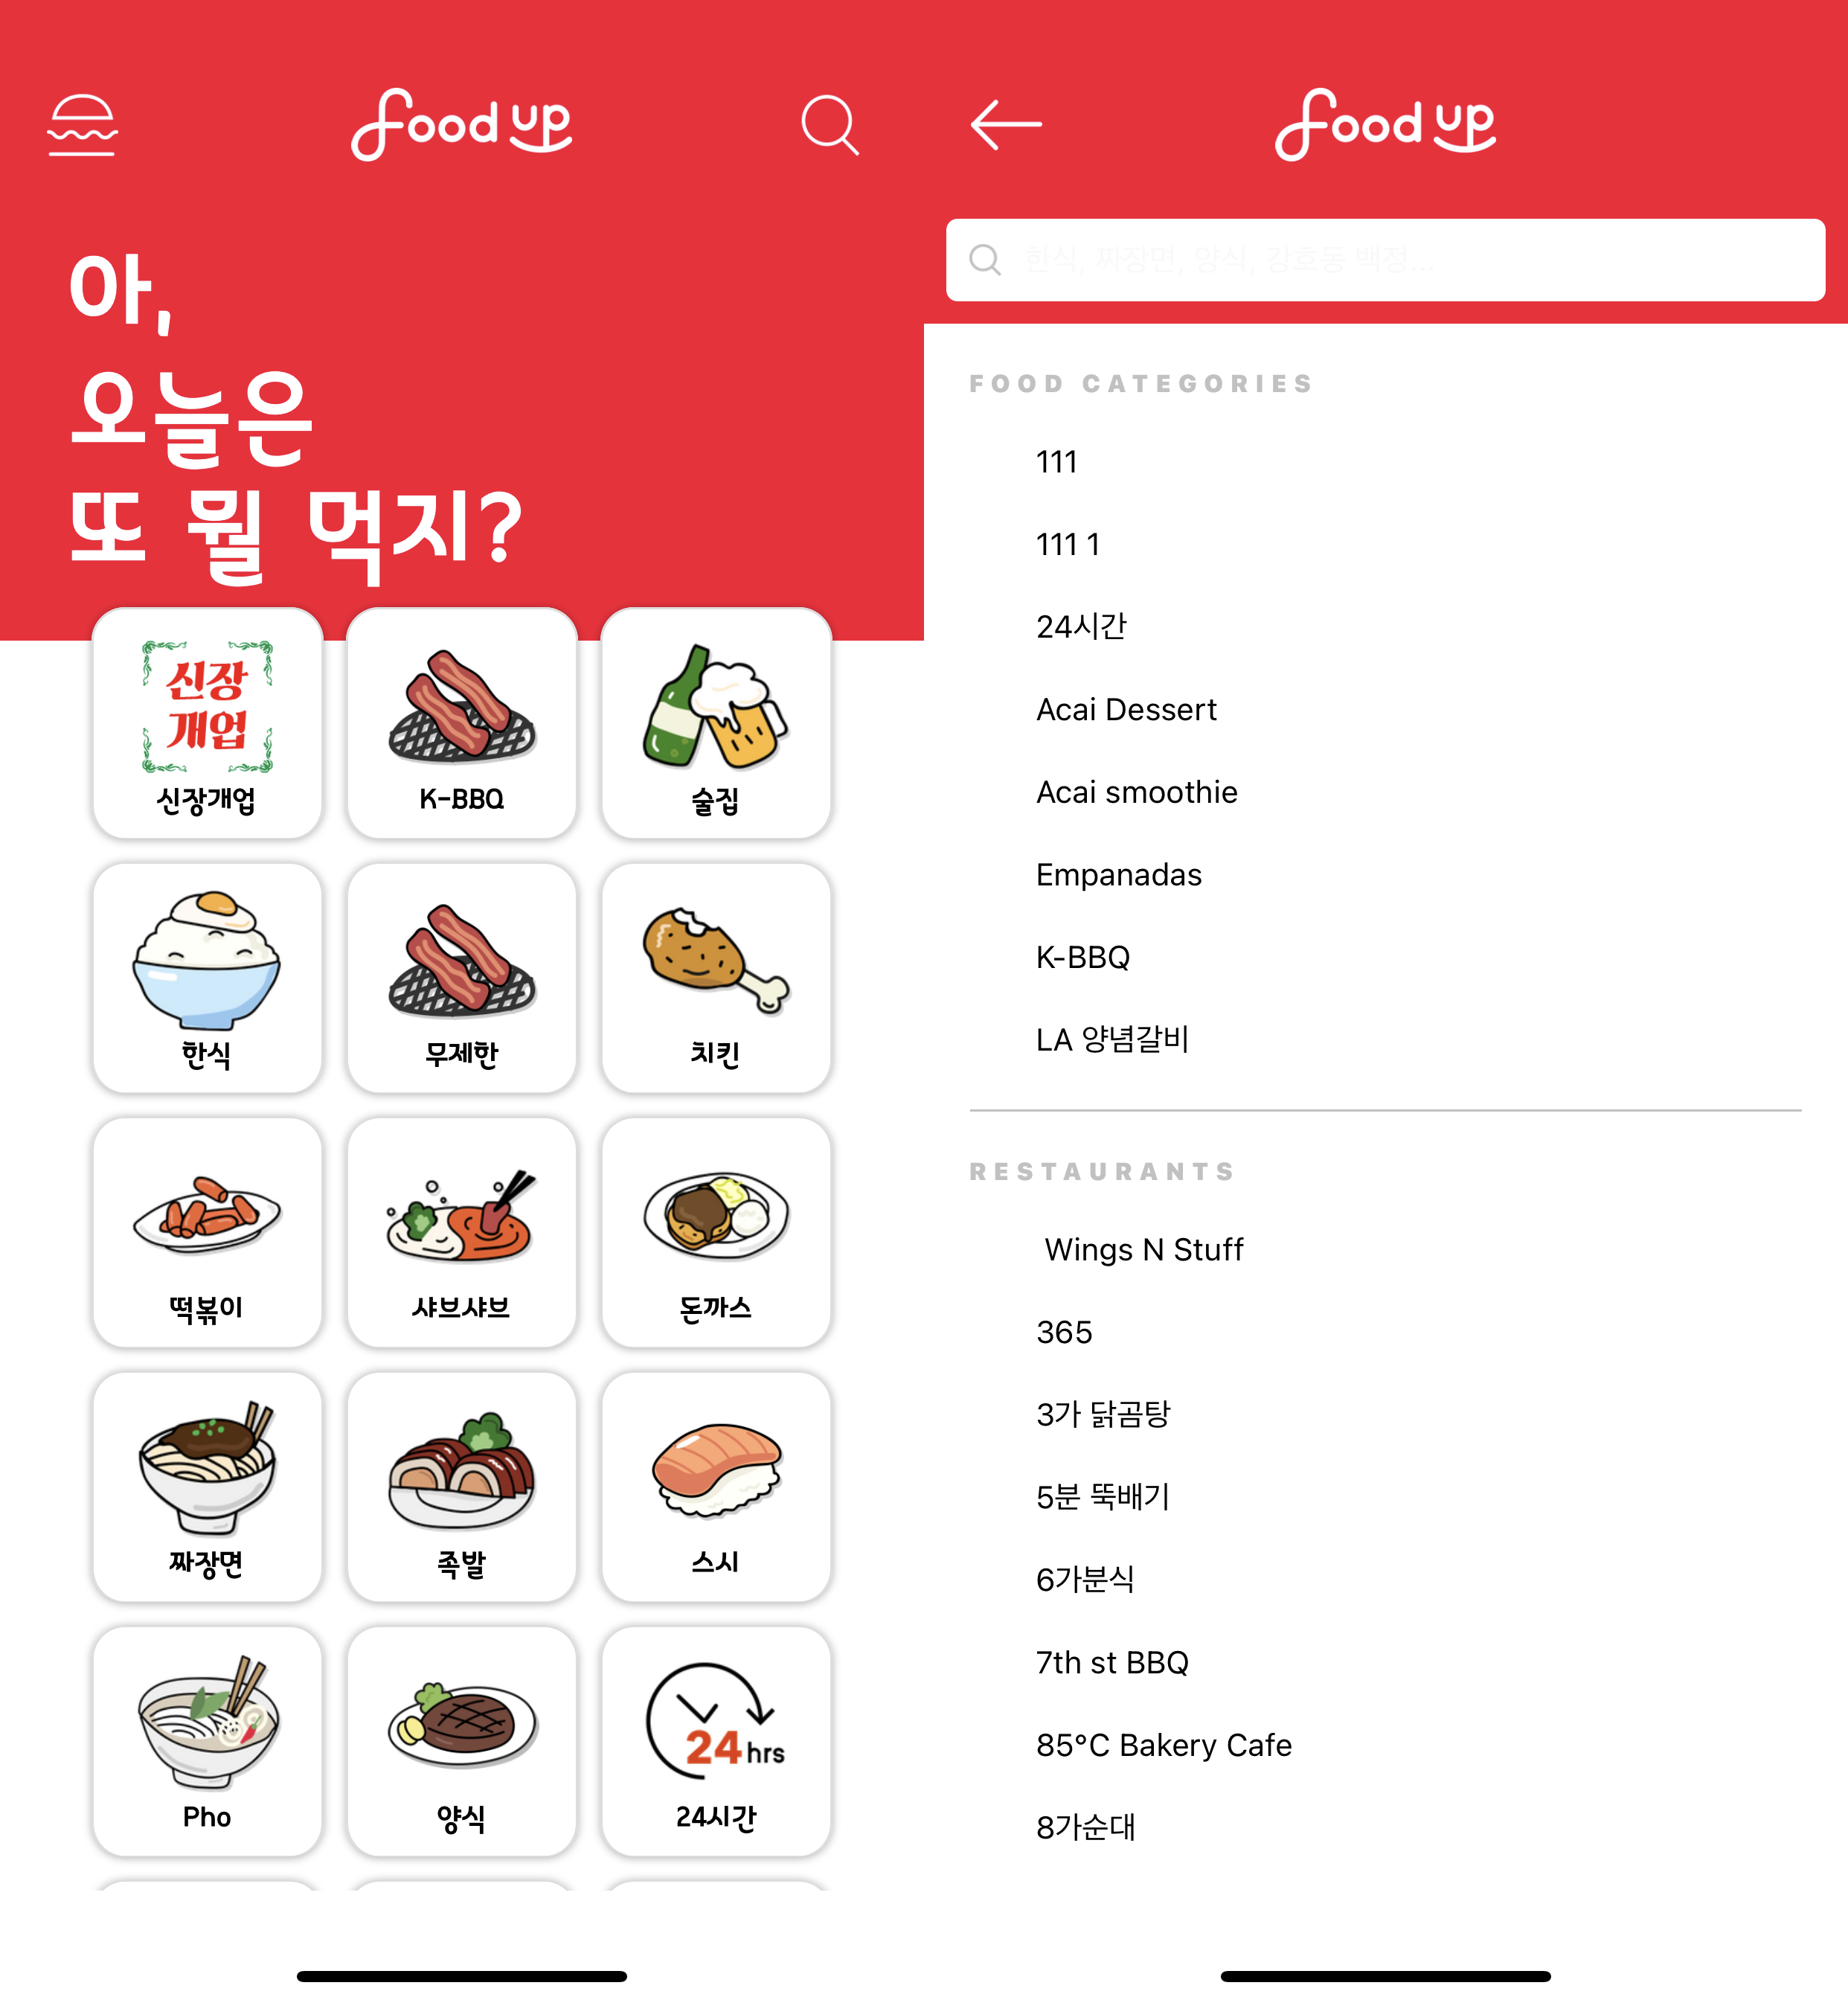 food up
아,
오늘은
또 뭘 먹지?
신장
개업
신장개업
K-BBQ
술집
한식
무제한
치킨
떡볶이
샤브샤브
돈까스
짜장면
족발
스시
Pho
양식
24 hrs
24시간
food up
한식, 짜장면, 양식, 강호동 백정...
FOOD CATEGORIES
111
111 1
24시간
Acai Dessert
Acai smoothie
Empanadas
K-BBQ
LA 양념갈비
RESTAURANTS
Wings N Stuff
365
3가 닭곰탕
5분 뚝배기
6가분식
7th st BBQ
85°C Bakery Cafe
8가순대